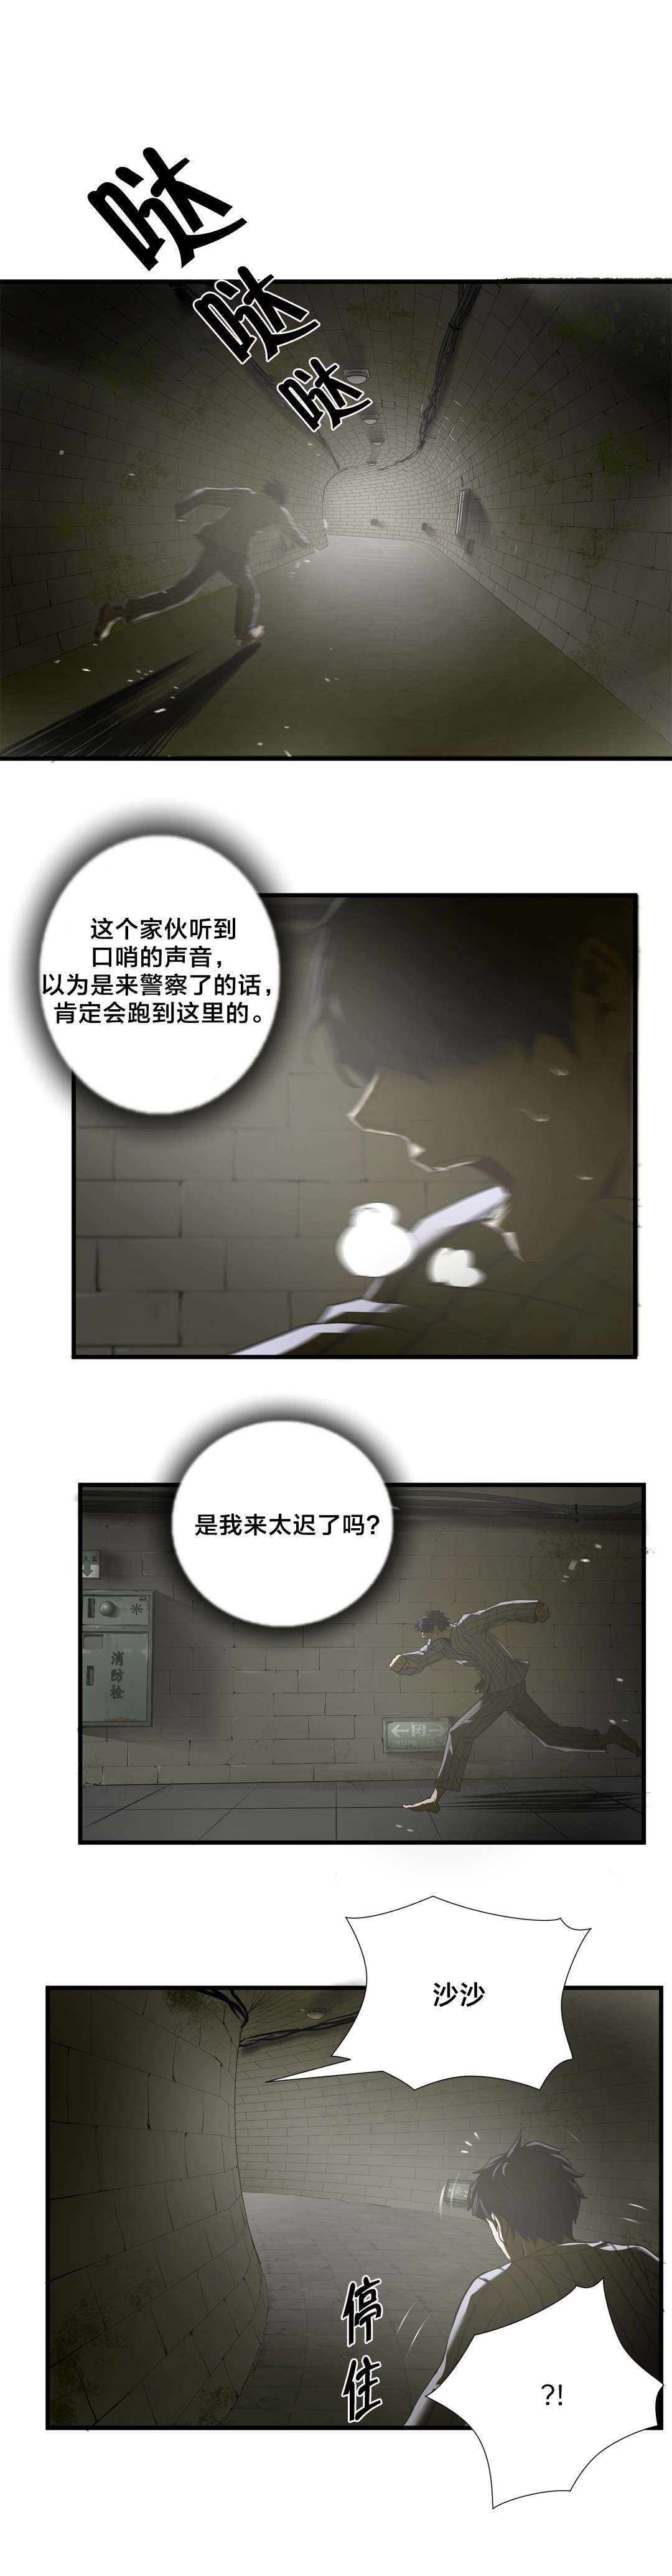 哒
哒
哒
这个家伙听到
口哨的声音，
以为是来警察了的话，
肯定会跑到这里的。
是我来太迟了吗？
消
防
栓
沙沙
停
住
?!